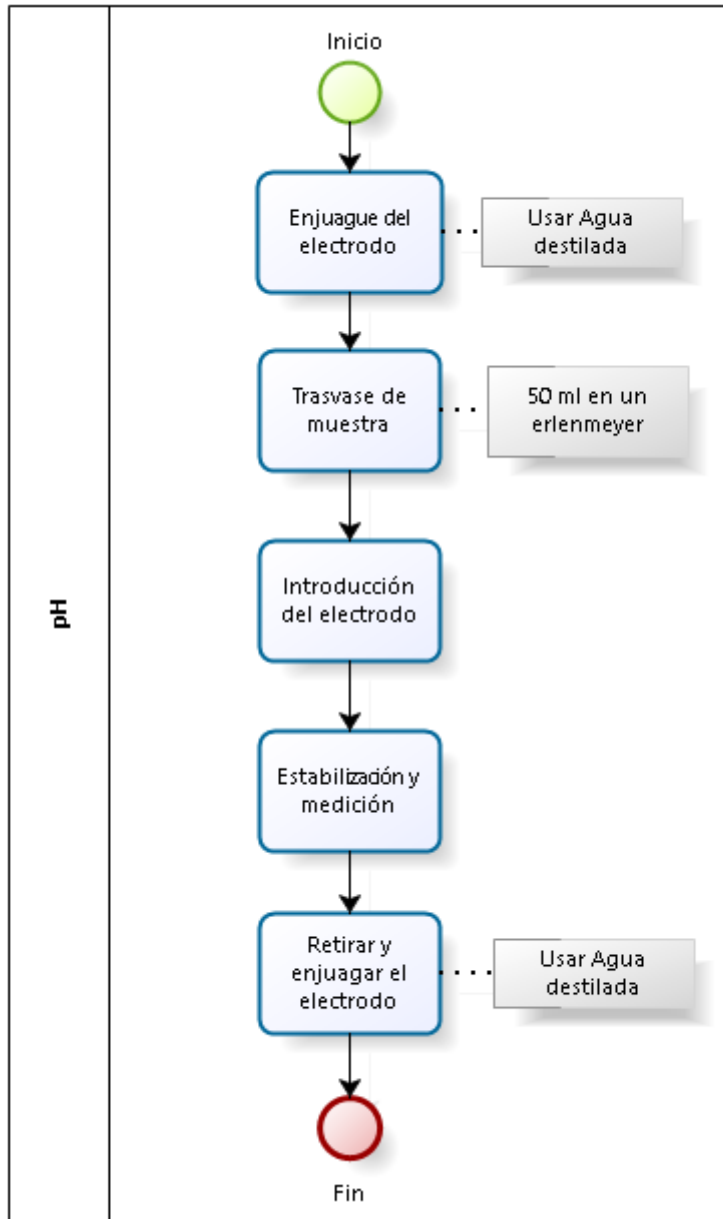 Inicio
Enjuague del
electrodo
Usar Agua
destilada
Trasvase de
muestra
50 ml en un
erlenmeyer
pH
Introducción
del electrodo
Estabilización y
medición
Retirar y
enjuagar el
electrodo
Usar Agua
destilada
Fin